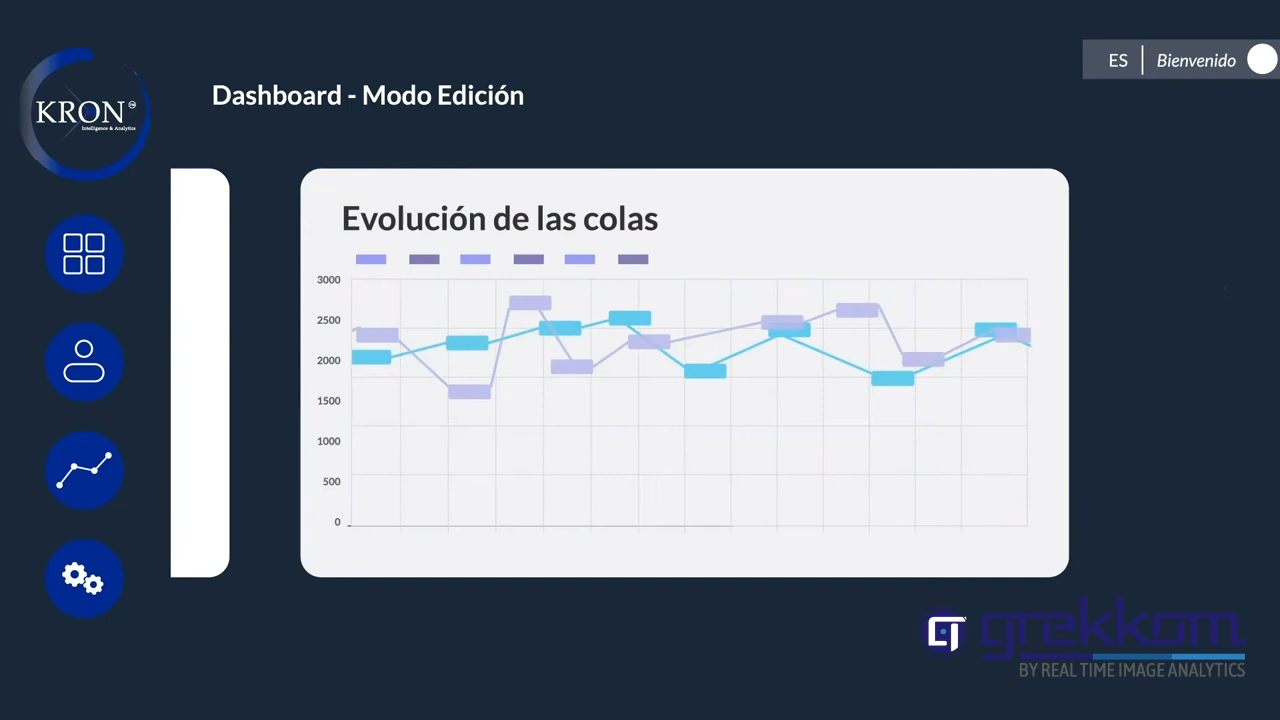 ES | Bienvenido
KRON
Intelligence & Analytics
Dashboard - Modo Edición
Evolución de las colas
3000
2500
2000
1500
1000
500
0
grekkom
BY REAL TIME IMAGE ANALYTICS